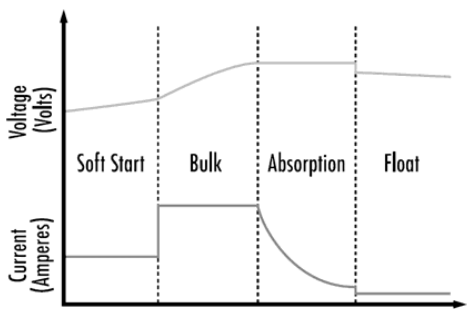 Voltage
(Volts)
Soft Start
Bulk
Absorption
Float
Current
(Amperes)